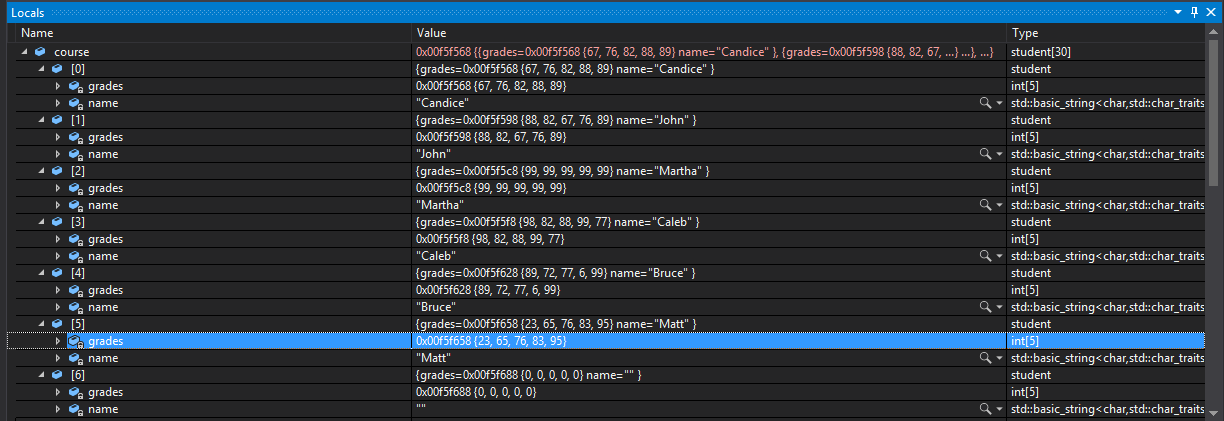 Locals
Name Value Type
course 0x00f5f568 {{grades=0x00f5f568 {67, 76, 82, 88, 89} name="Candice" }, {grades=0x00f5f598 {88, 82, 67, ...} ...}, ...} student[30]
[0] {grades=0x00f5f568 {67, 76, 82, 88, 89} name="Candice" } student
grades 0x00f5f568 {67, 76, 82, 88, 89} int[5]
name "Candice" std::basic_string<char,std::char_traits
[1] {grades=0x00f5f598 {88, 82, 67, 76, 89} name="John" } student
grades 0x00f5f598 {88, 82, 67, 76, 89} int[5]
name "John" std::basic_string<char,std::char_traits
[2] {grades=0x00f5f5c8 {99, 99, 99, 99, 99} name="Martha" } student
grades 0x00f5f5c8 {99, 99, 99, 99, 99} int[5]
name "Martha" std::basic_string<char,std::char_traits
[3] {grades=0x00f5f5f8 {98, 82, 88, 99, 77} name="Caleb" } student
grades 0x00f5f5f8 {98, 82, 88, 99, 77} int[5]
name "Caleb" std::basic_string<char,std::char_traits
[4] {grades=0x00f5f628 {89, 72, 77, 6, 99} name="Bruce" } student
grades 0x00f5f628 {89, 72, 77, 6, 99} int[5]
name "Bruce" std::basic_string<char,std::char_traits
[5] {grades=0x00f5f658 {23, 65, 76, 83, 95} name="Matt" } student
grades 0x00f5f658 {23, 65, 76, 83, 95} int[5]
name "Matt" std::basic_string<char,std::char_traits
[6] {grades=0x00f5f688 {0, 0, 0, 0, 0} name="" } student
grades 0x00f5f688 {0, 0, 0, 0, 0} int[5]
name "" std::basic_string<char,std::char_traits